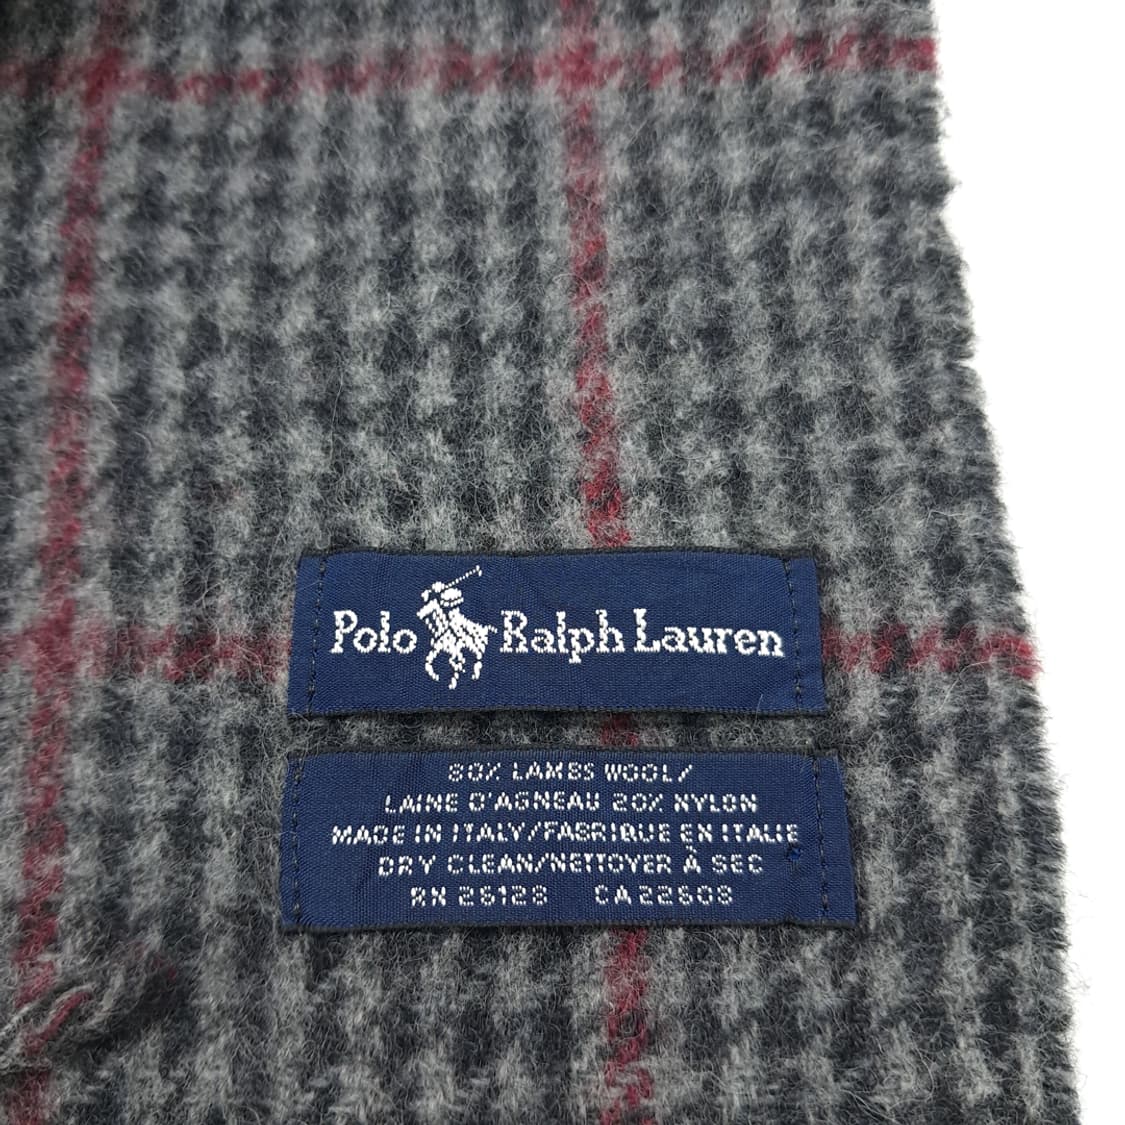 Polo Ralph Lauren
80% LAMBS WOOL/
LAINE D'AGNEAU 20% NYLON
MADE IN ITALY/FABRIQUE EN ITALIE
DRY CLEAN/NETTOYER À SEC
RN 26128 CA22608